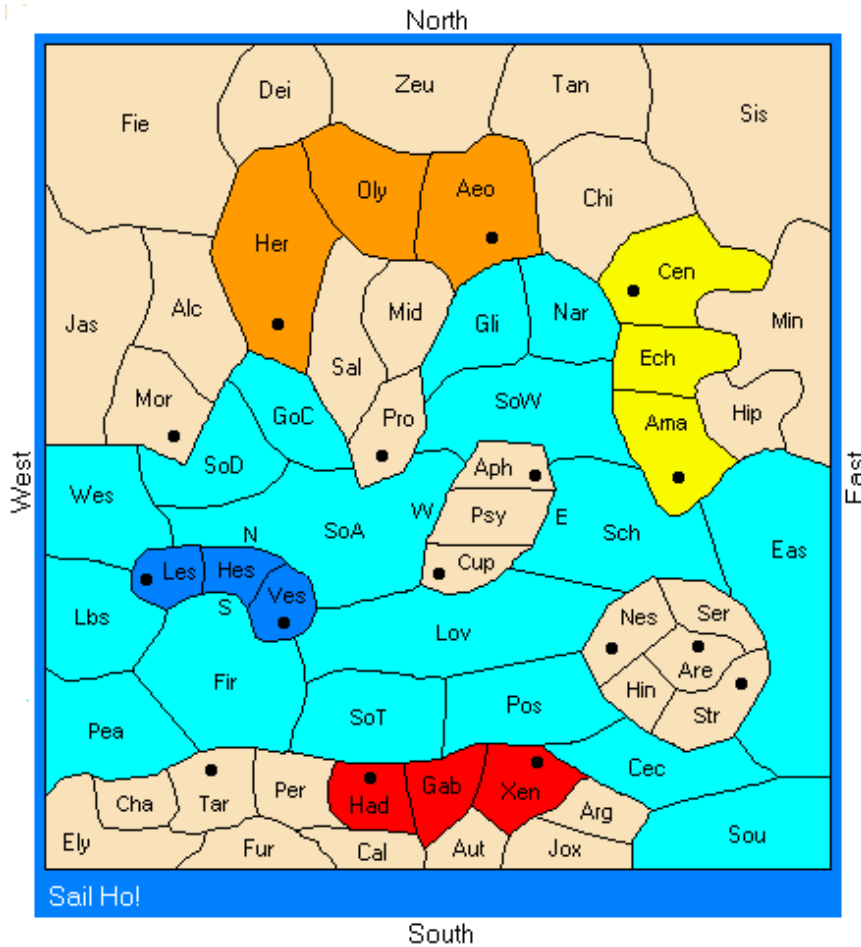 North
Dei
Zeu
Tan
Sis
Fie
Oly
Aeo
Chi
Her
Cen
Alc
Mid
Gli
Nar
Min
Jas
Sal
Ech
Mor
GoC
Pro
SoW
Ama
Hip
West
East
SoD
Aph
Wes
SoA
W
Psy
E
Sch
N
Eas
Les
Hes
Cup
Ves
Lbs
S
Lov
Nes
Ser
Are
Fir
Hin
Str
Pea
SoT
Pos
Cec
Cha
Tar
Per
Had
Gab
Xen
Arg
Ely
Fur
Cal
Aut
Jox
Sou
Sail Ho!
South